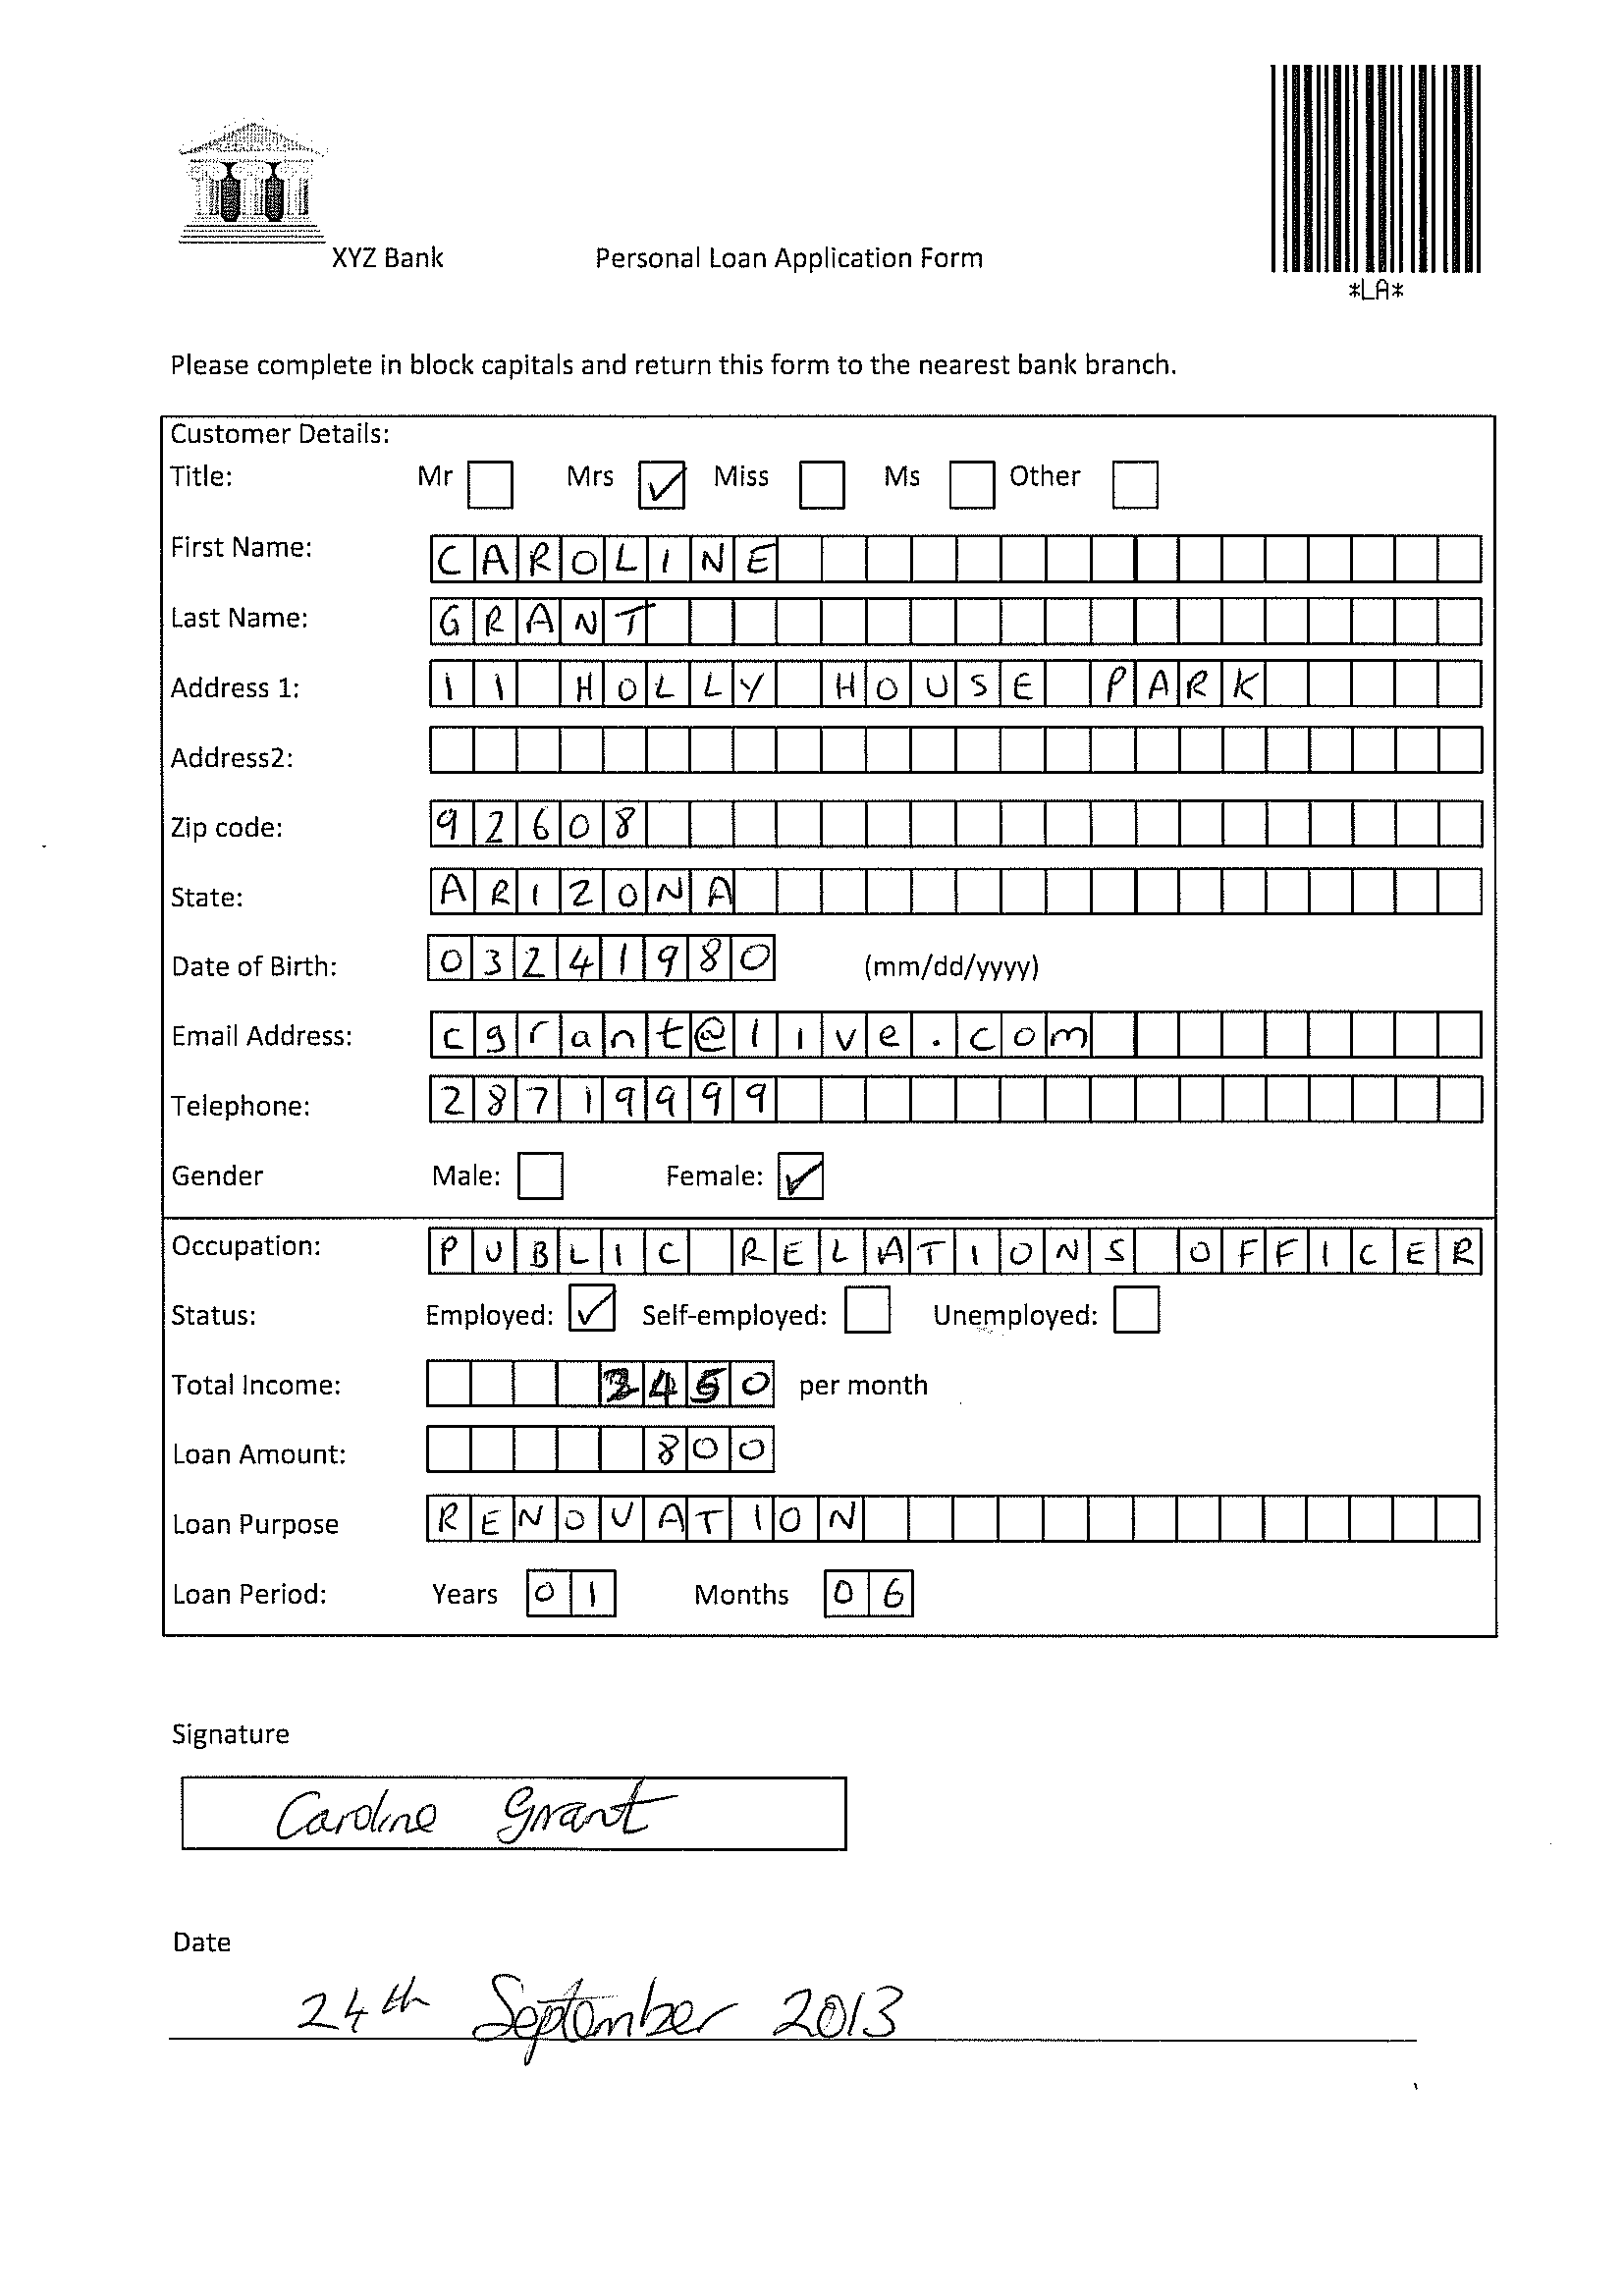 XYZ Bank Personal Loan Application Form
*LA*
Please complete in block capitals and return this form to the nearest bank branch.
Customer Details:
Title: Mr Mrs ✓ Miss Ms Other
First Name: CAROLINE
Last Name: GRANT
Address 1: 11 HOLLY HOUSE PARK
Address2:
Zip code: 92608
State: ARIZONA
Date of Birth: 03241980 (mm/dd/yyyy)
Email Address: cgrant@live.com
Telephone: 28719999
Gender Male: Female: ✓
Occupation: PUBLIC RELATIONS OFFICER
Status: Employed: ✓ Self-employed: Unemployed:
Total Income: per month
Loan Amount: 800
Loan Purpose RENOVATION
Loan Period: Years 01 Months 06
Signature
Caroline Grant
Date
24th September 2013